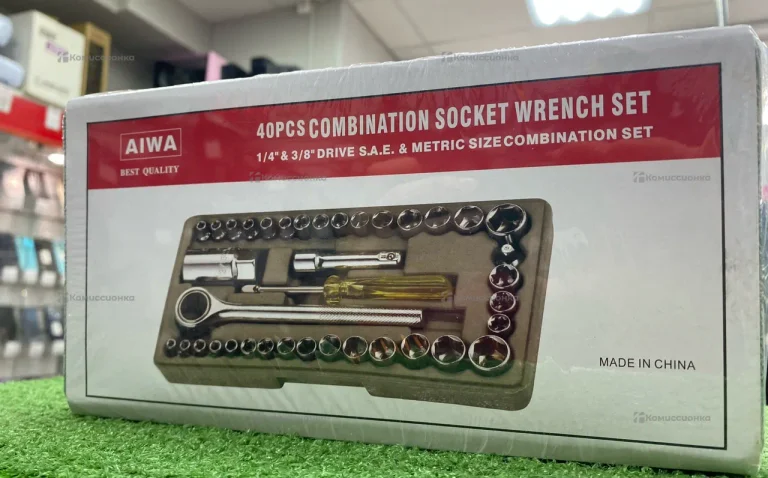 AIWA
BEST QUALITY
40PCS COMBINATION SOCKET WRENCH SET
1/4" & 3/8" DRIVE S.A.E. & METRIC SIZE COMBINATION SET
MADE IN CHINA
Комиссионка
Комиссионка
Комиссионка
Комиссионка
Комиссионка
Комиссионка